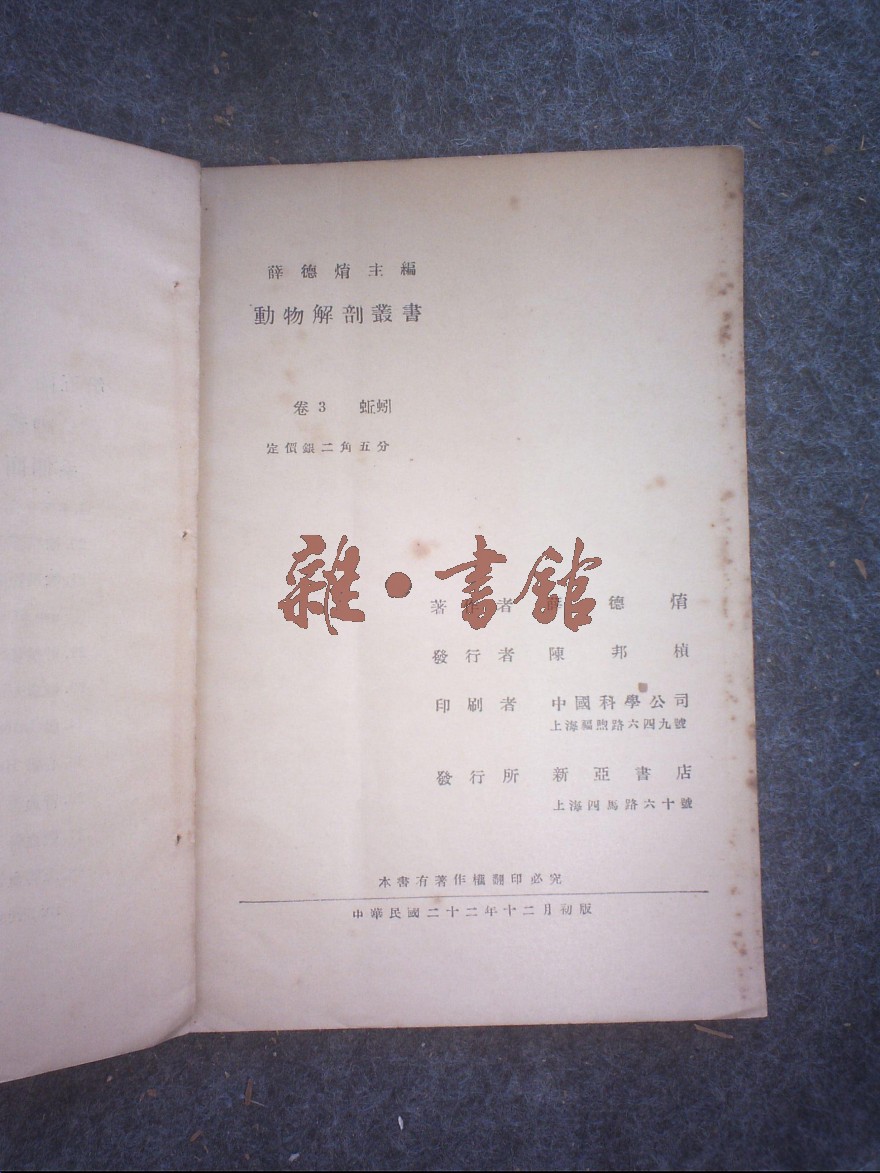 薛德焴主編
動物解剖叢書
卷3 蚯蚓
定價銀二角五分
雜·書館
著作者 薛德焴
發行者 陳邦楨
印刷者 中國科學公司
上海福煦路六四九號
發行所 新亞書店
上海四馬路六十號
本書有著作權翻印必究
中華民國二十二年十二月初版